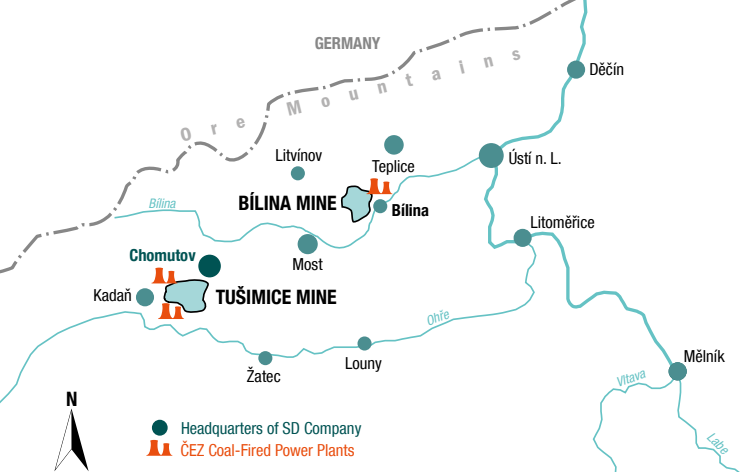 GERMANY
Ore Mountains
Děčín
Litvínov
Teplice
Ústí n. L.
BÍLINA MINE
Bílina
Bílina
Litoměřice
Chomutov
Most
Kadaň
TUŠIMICE MINE
Ohře
Louny
Žatec
Mělník
Vltava
Labe
N
Headquarters of SD Company
ČEZ Coal-Fired Power Plants